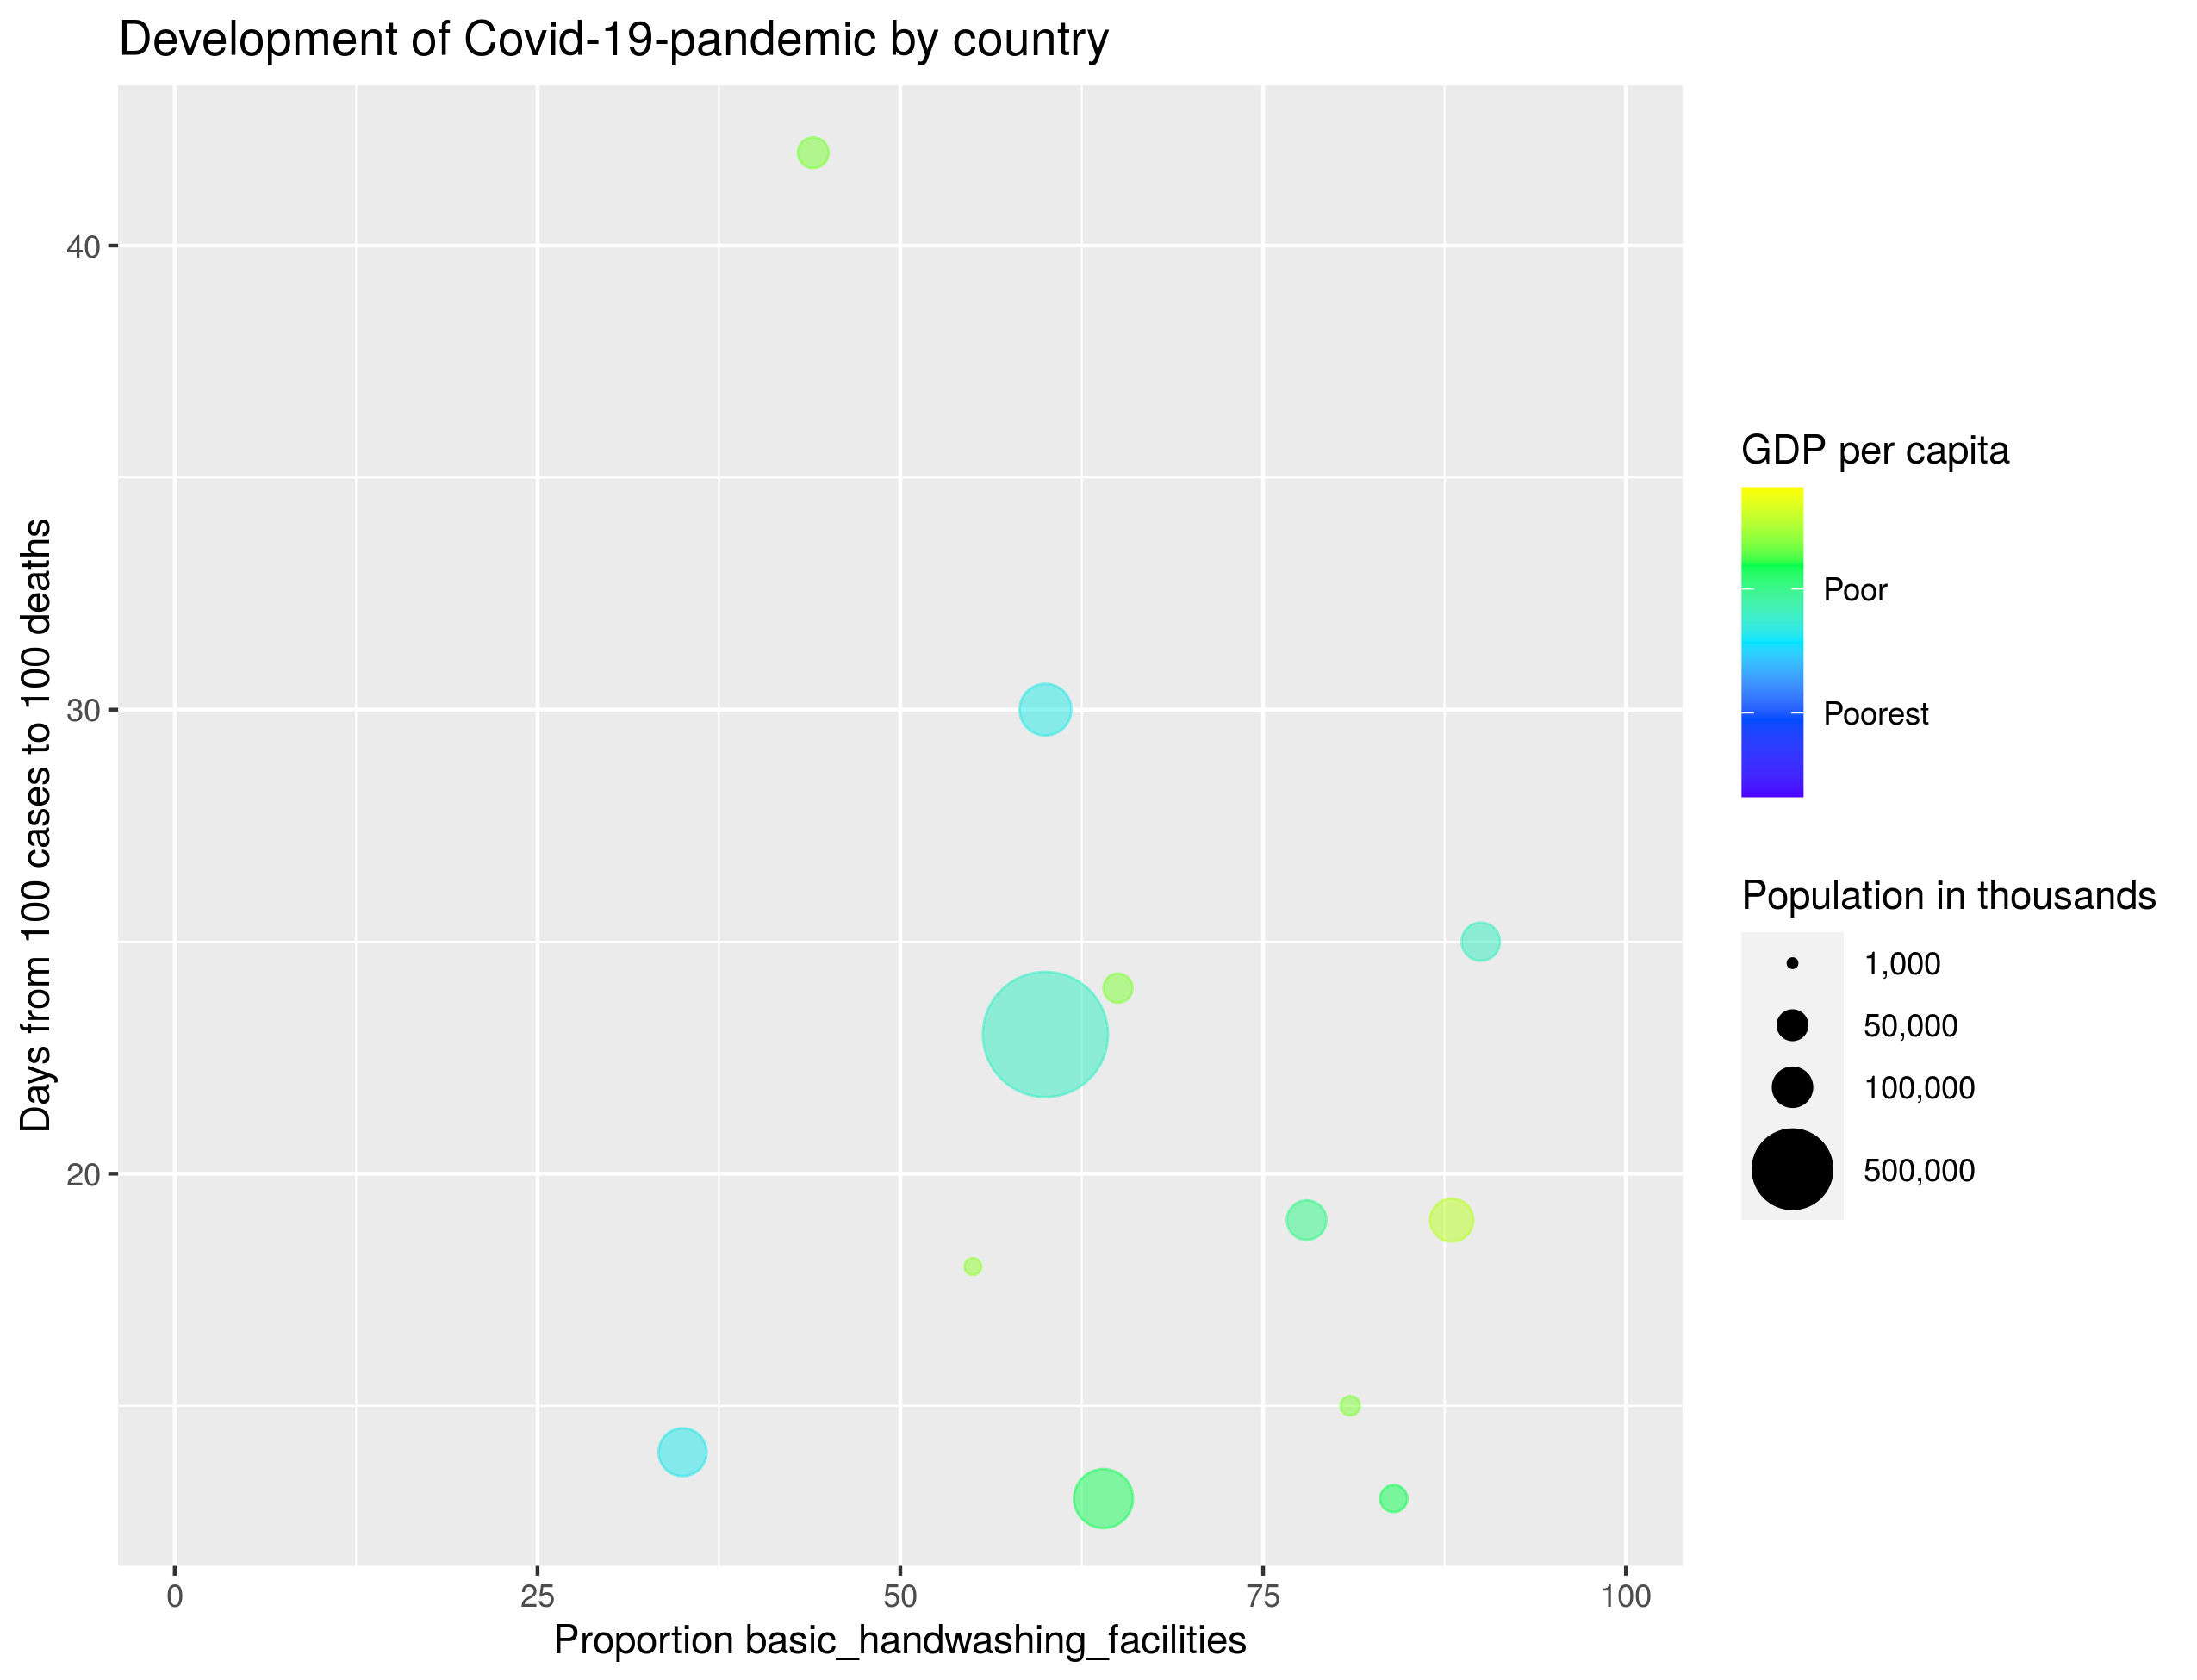 Development of Covid-19-pandemic by country
Days from 100 cases to 100 deaths
40
30
20
0
25
50
75
100
Proportion basic_handwashing_facilities
GDP per capita
Poor
Poorest
Population in thousands
1,000
50,000
100,000
500,000